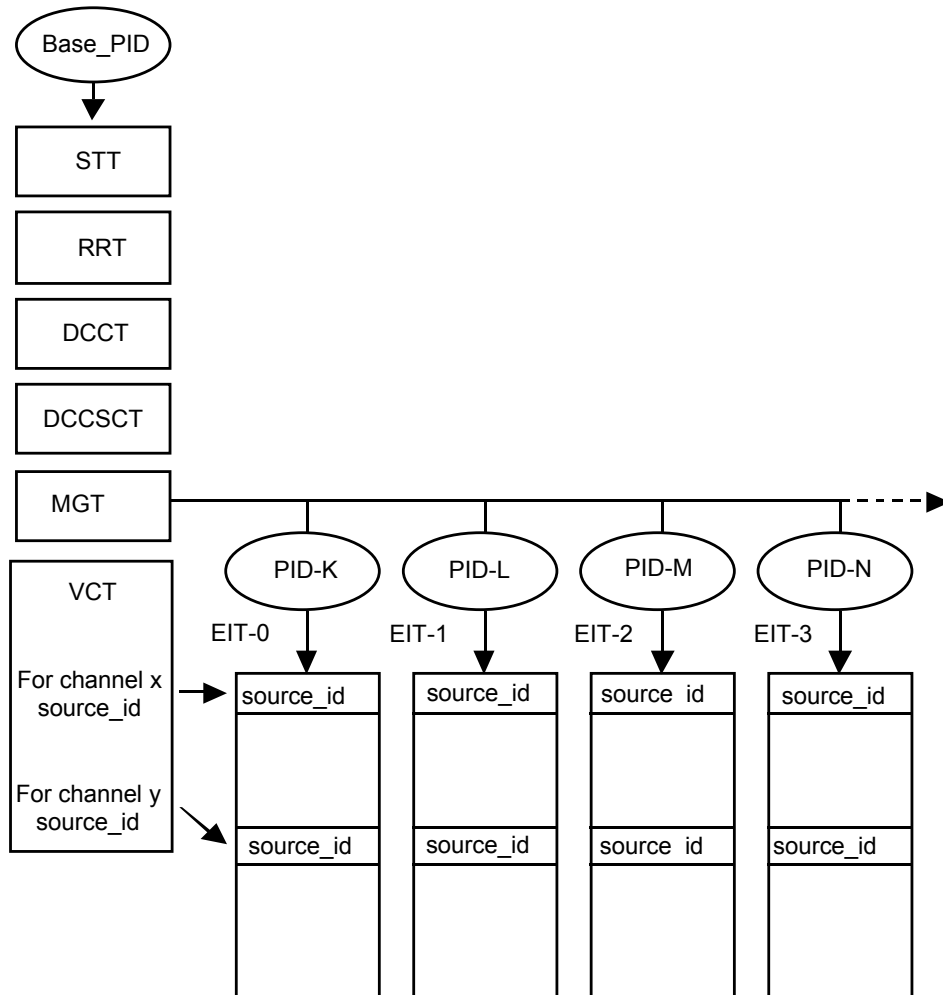 Base_PID
STT
RRT
DCCT
DCCSCT
MGT
PID-K
PID-L
PID-M
PID-N
VCT
EIT-0
EIT-1
EIT-2
EIT-3
For channel x
source_id
source_id
source_id
source id
source_id
For channel y
source_id
source_id
source_id
source id
source_id